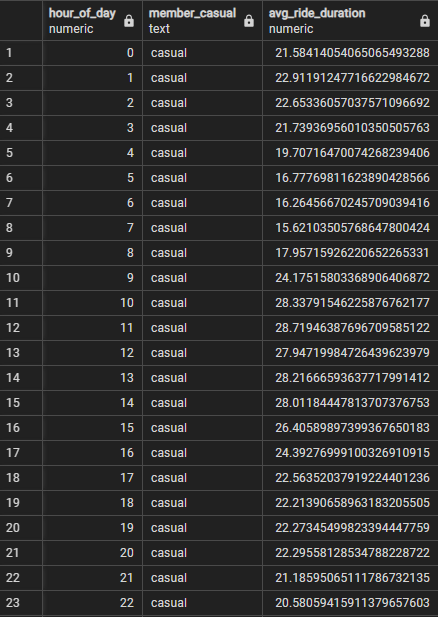 hour_of_day member_casual avg_ride_duration
numeric text numeric
1 0 casual 21.58414054065065493288
2 1 casual 22.91191247716622984672
3 2 casual 22.65336057037571096692
4 3 casual 21.73936956010350505763
5 4 casual 19.70716470074268239406
6 5 casual 16.77769811623890428566
7 6 casual 16.26456670245709039416
8 7 casual 15.62103505768647800424
9 8 casual 17.95715926220652265331
10 9 casual 24.17515803368906406872
11 10 casual 28.33791546225876762177
12 11 casual 28.71946387696709585122
13 12 casual 27.94719984726439623979
14 13 casual 28.21666593637717991412
15 14 casual 28.01184447813707376753
16 15 casual 26.40589897399367650183
17 16 casual 24.39276999100326910915
18 17 casual 22.56352037919224401236
19 18 casual 22.21390658963183205505
20 19 casual 22.27345499823394447759
21 20 casual 22.29558128534788228722
22 21 casual 21.18595065111786732135
23 22 casual 20.58059415911379657603